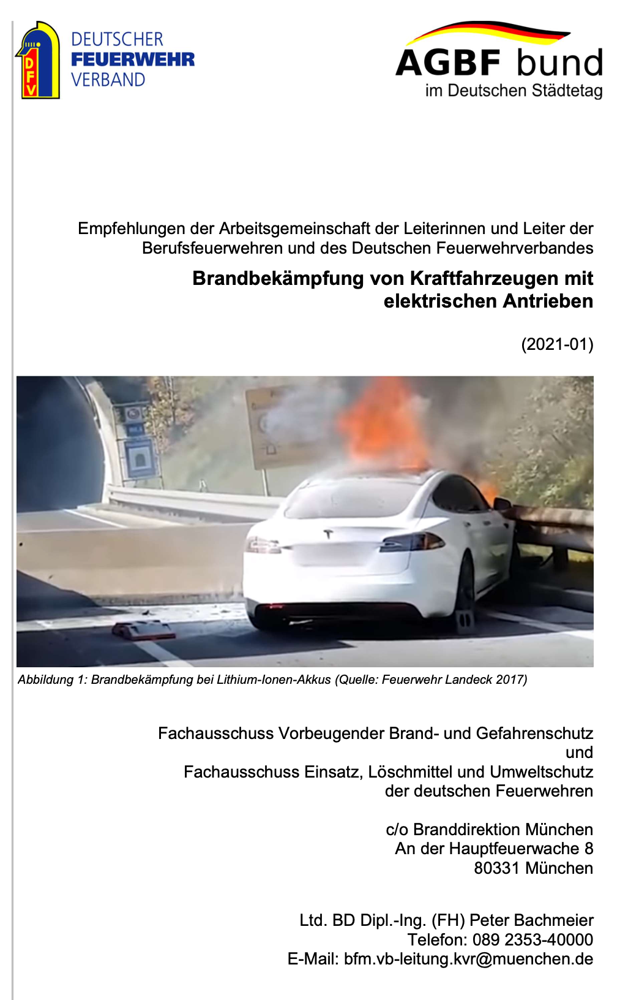 DEUTSCHER
FEUERWEHR
VERBAND
DFV
AGBF bund
im Deutschen Städtetag
Empfehlungen der Arbeitsgemeinschaft der Leiterinnen und Leiter der
Berufsfeuerwehren und des Deutschen Feuerwehrverbandes
Brandbekämpfung von Kraftfahrzeugen mit
elektrischen Antrieben
(2021-01)
Abbildung 1: Brandbekämpfung bei Lithium-Ionen-Akkus (Quelle: Feuerwehr Landeck 2017)
Fachausschuss Vorbeugender Brand- und Gefahrenschutz
und
Fachausschuss Einsatz, Löschmittel und Umweltschutz
der deutschen Feuerwehren
c/o Branddirektion München
An der Hauptfeuerwache 8
80331 München
Ltd. BD Dipl.-Ing. (FH) Peter Bachmeier
Telefon: 089 2353-40000
E-Mail: bfm.vb-leitung.kvr@muenchen.de